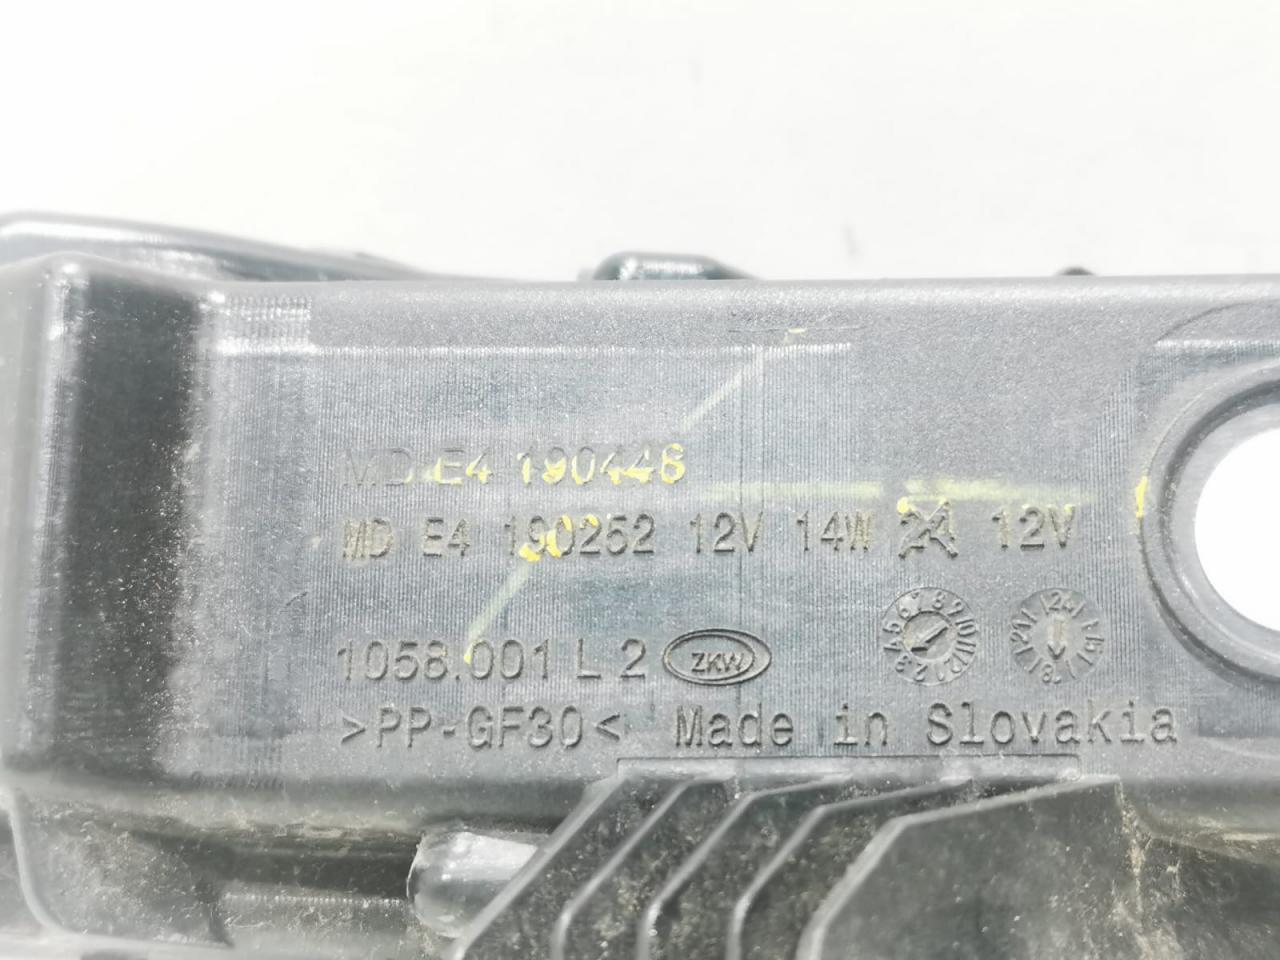 MD E4 190448
MD E4 190252 12V 14W 12V
1058.001 L 2 ZKW
>PP-GF30< Made in Slovakia